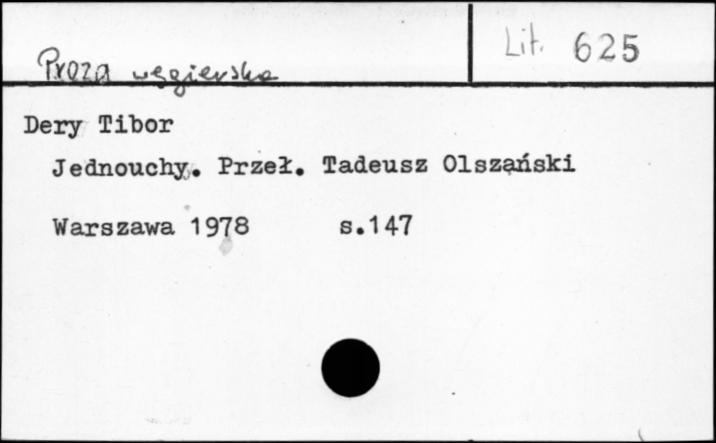 Proza węgierska
Lit. 625
Dery Tibor
Jednouchy. Przeł. Tadeusz Olszański
Warszawa 1978 s.147